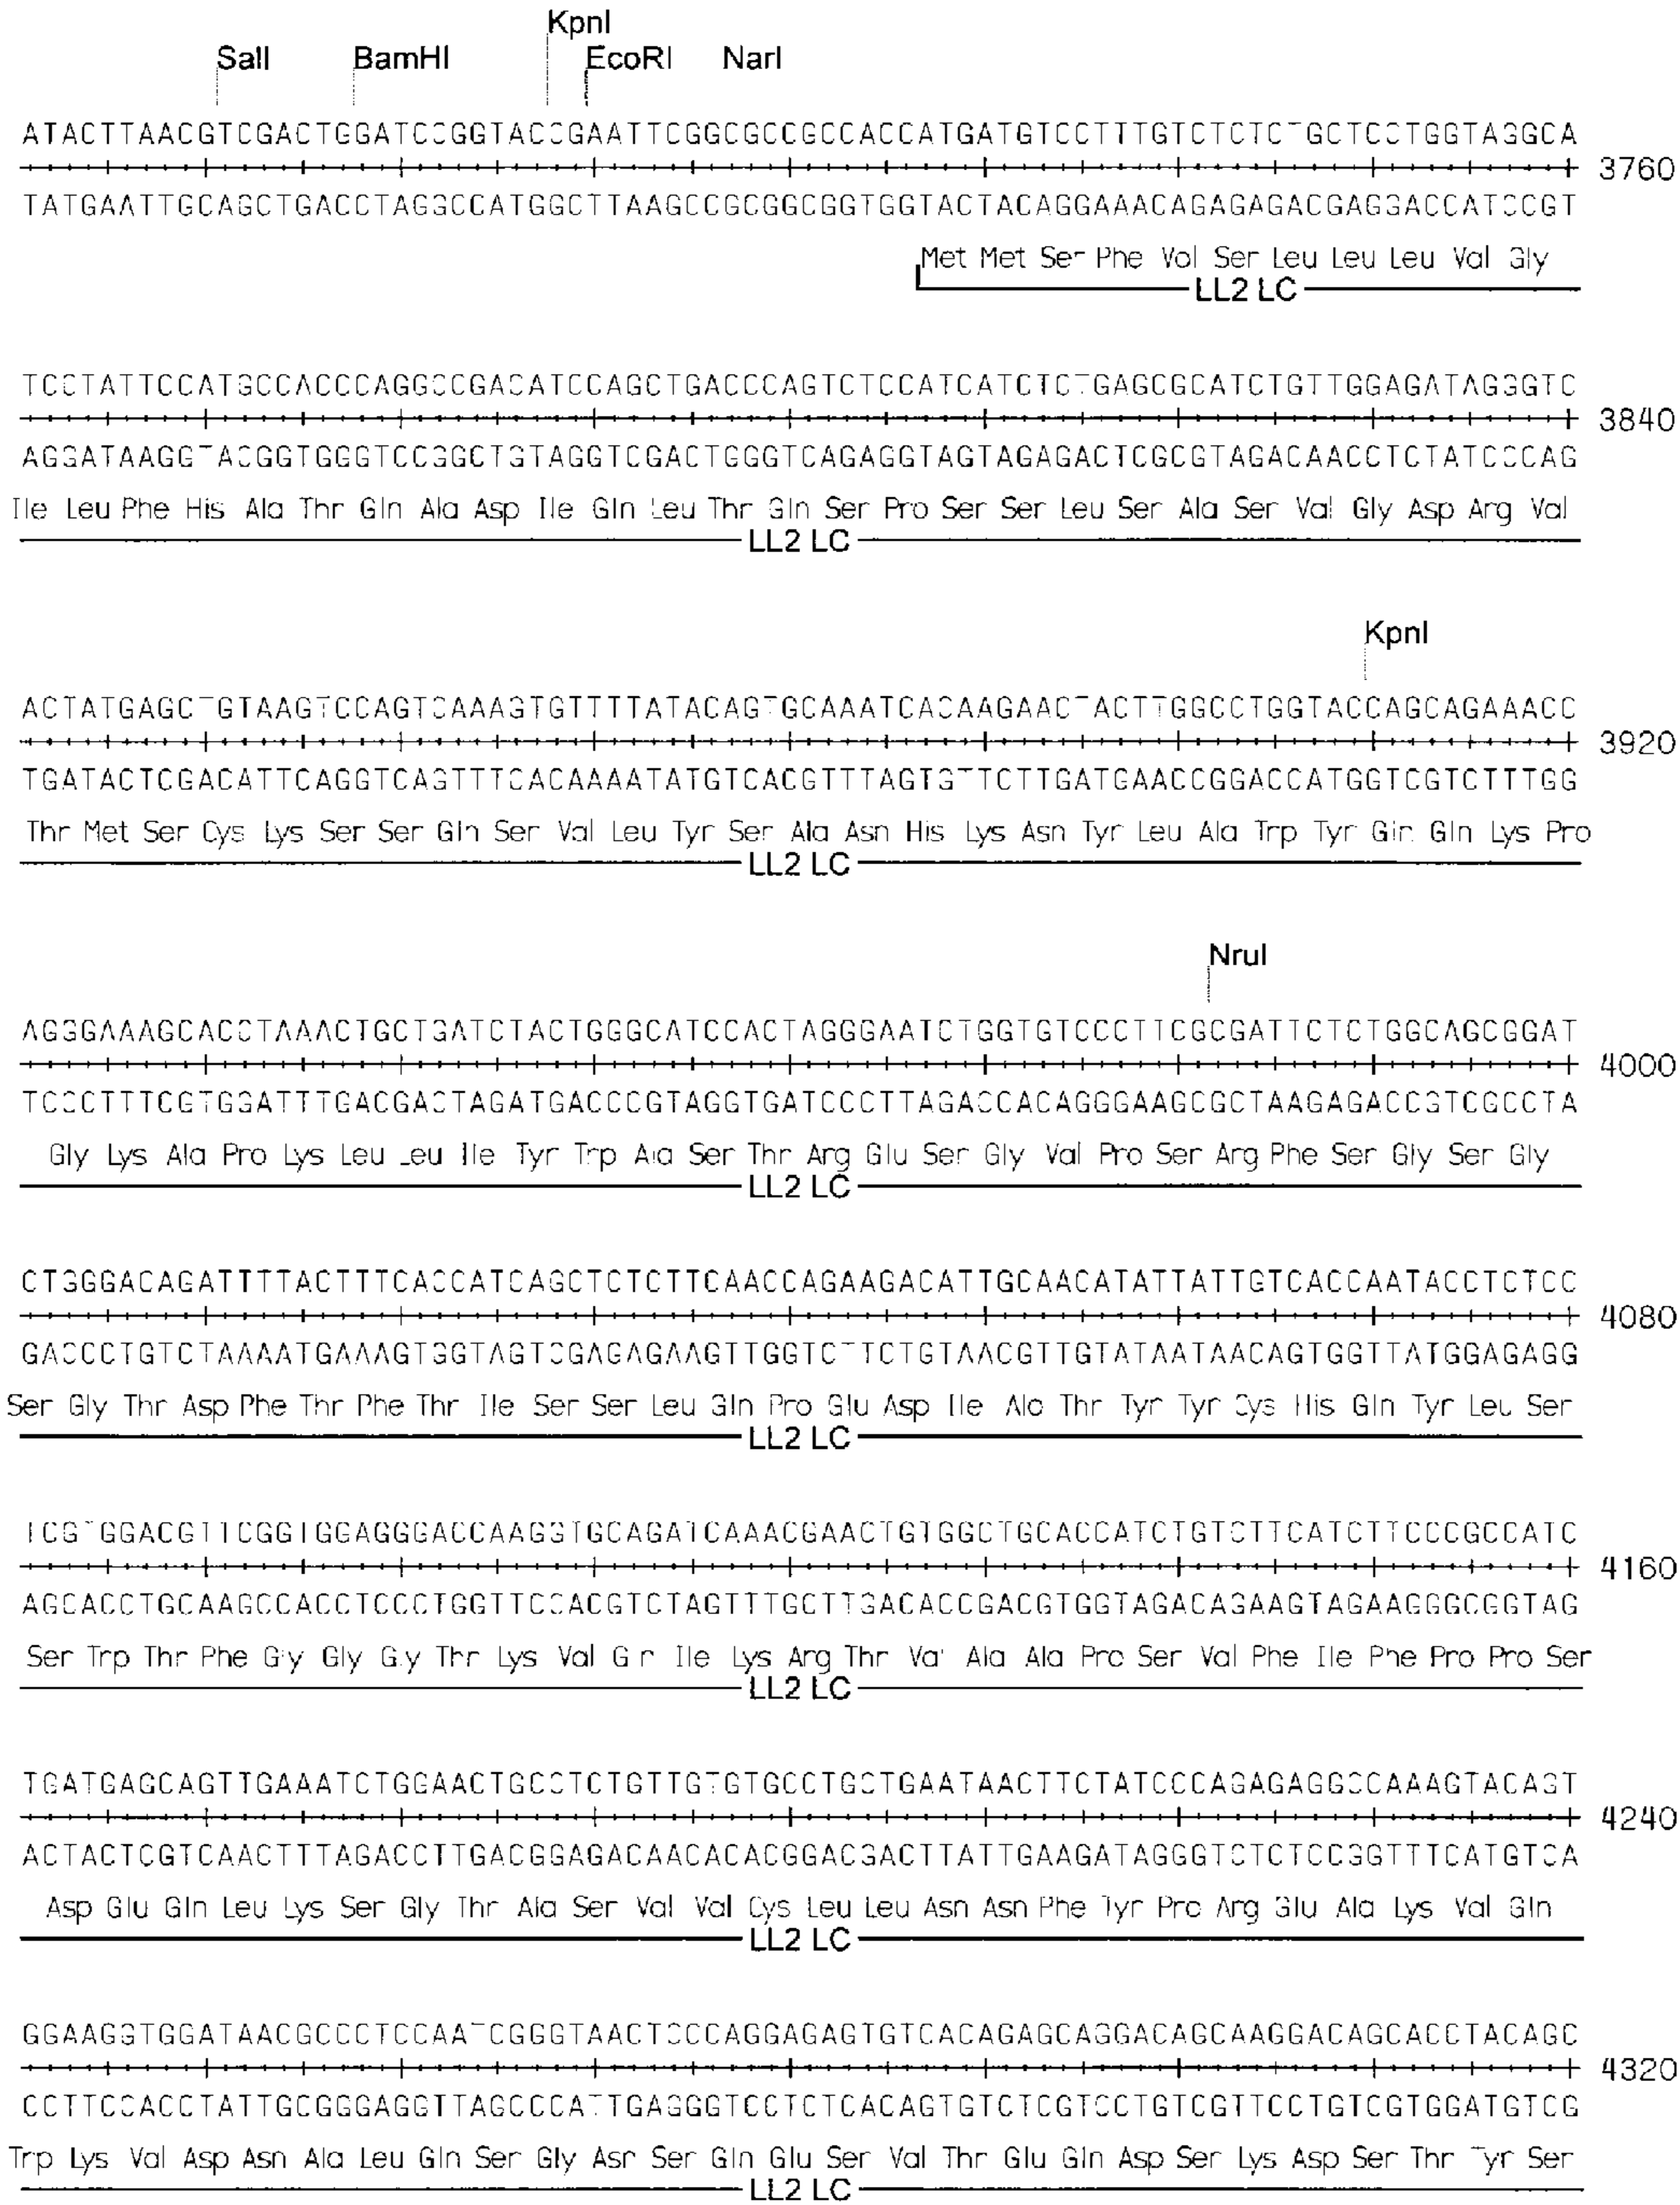 KpnI
SalI BamHI EcoRI NarI
ATACTTAACGTCGACTGGATCCGGTACCGAATTCGGCGCCGCCACCATGATGTCCTTTGTCTCTCTGCTCCTGGTAGGCA
3760
TATGAATTGCAGCTGACCTAGGCCATGGCTTAAGCCGCGGCGGTGGTACTACAGGAAACAGAGAGACGAGGACCATCCGT
Met Met Ser Phe Val Ser Leu Leu Leu Val Gly
LL2 LC
TCCTATTCCATGCCACCCAGGCCGACATCCAGCTGACCCAGTCTCCATCATCTCTGAGCGCATCTGTTGGAGATAGGGTC
3840
AGGATAAGGTACGGTGGGTCCGGCTGTAGGTCGACTGGGTCAGAGGTAGTAGAGACTCGCGTAGACAACCTCTATCCCAG
Ile Leu Phe His Ala Thr Gln Ala Asp Ile Gln Leu Thr Gln Ser Pro Ser Ser Leu Ser Ala Ser Val Gly Asp Arg Val
LL2 LC
KpnI
ACTATGAGCTGTAAGTCCAGTCAAAGTGTTTTATACAGTGCAAATCACAAGAACTACTTGGCCTGGTACCAGCAGAAACC
3920
TGATACTCGACATTCAGGTCAGTTTCACAAAATATGTCACGTTTAGTGTTCTTGATGAACCGGACCATGGTCGTCTTTGG
Thr Met Ser Cys Lys Ser Ser Gln Ser Val Leu Tyr Ser Ala Asn His Lys Asn Tyr Leu Ala Trp Tyr Gln Gln Lys Pro
LL2 LC
NruI
AGGGAAAGCACCTAAACTGCTGATCTACTGGGCATCCACTAGGGAATCTGGTGTCCCTTCGCGATTCTCTGGCAGCGGAT
4000
TCCCTTTCGTGGATTTGACGACTAGATGACCCGTAGGTGATCCCTTAGACCACAGGGAAGCGCTAAGAGACCGTCGCCTA
Gly Lys Ala Pro Lys Leu Leu Ile Tyr Trp Ala Ser Thr Arg Glu Ser Gly Val Pro Ser Arg Phe Ser Gly Ser Gly
LL2 LC
CTGGGACAGATTTTACTTTCACCATCAGCTCTCTTCAACCAGAAGACATTGCAACATATTATTGTCACCAATACCTCTCC
4080
GACCCTGTCTAAAATGAAAGTGGTAGTCGAGAGAAGTTGGTCTTCTGTAACGTTGTATAATAACAGTGGTTATGGAGAGG
Ser Gly Thr Asp Phe Thr Phe Thr Ile Ser Ser Leu Gln Pro Glu Asp Ile Ala Thr Tyr Tyr Cys His Gln Tyr Leu Ser
LL2 LC
TCGTGGACGTTCGGTGGAGGGACCAAGGTGCAGATCAAACGAACTGTGGCTGCACCATCTGTCTTCATCTTCCCGCCATC
4160
AGCACCTGCAAGCCACCTCCCTGGTTCCACGTCTAGTTTGCTTGACACCGACGTGGTAGACAGAAGTAGAAGGGCGGTAG
Ser Trp Thr Phe Gly Gly Gly Thr Lys Val Gln Ile Lys Arg Thr Val Ala Ala Pro Ser Val Phe Ile Phe Pro Pro Ser
LL2 LC
TGATGAGCAGTTGAAATCTGGAACTGCCTCTGTTGTGTGCCTGCTGAATAACTTCTATCCCAGAGAGGCCAAAGTACAGT
4240
ACTACTCGTCAACTTTAGACCTTGACGGAGACAACACACGGACGACTTATTGAAGATAGGGTCTCTCCGGTTTCATGTCA
Asp Glu Gln Leu Lys Ser Gly Thr Ala Ser Val Val Cys Leu Leu Asn Asn Phe Tyr Pro Arg Glu Ala Lys Val Gln
LL2 LC
GGAAGGTGGATAACGCCCTCCAATCGGGTAACTCCCAGGAGAGTGTCACAGAGCAGGACAGCAAGGACAGCACCTACAGC
4320
CCTTCCACCTATTGCGGGAGGTTAGCCCATTGAGGGTCCTCTCACAGTGTCTCGTCCTGTCGTTCCTGTCGTGGATGTCG
Trp Lys Val Asp Asn Ala Leu Gln Ser Gly Asn Ser Gln Glu Ser Val Thr Glu Gln Asp Ser Lys Asp Ser Thr Tyr Ser
LL2 LC